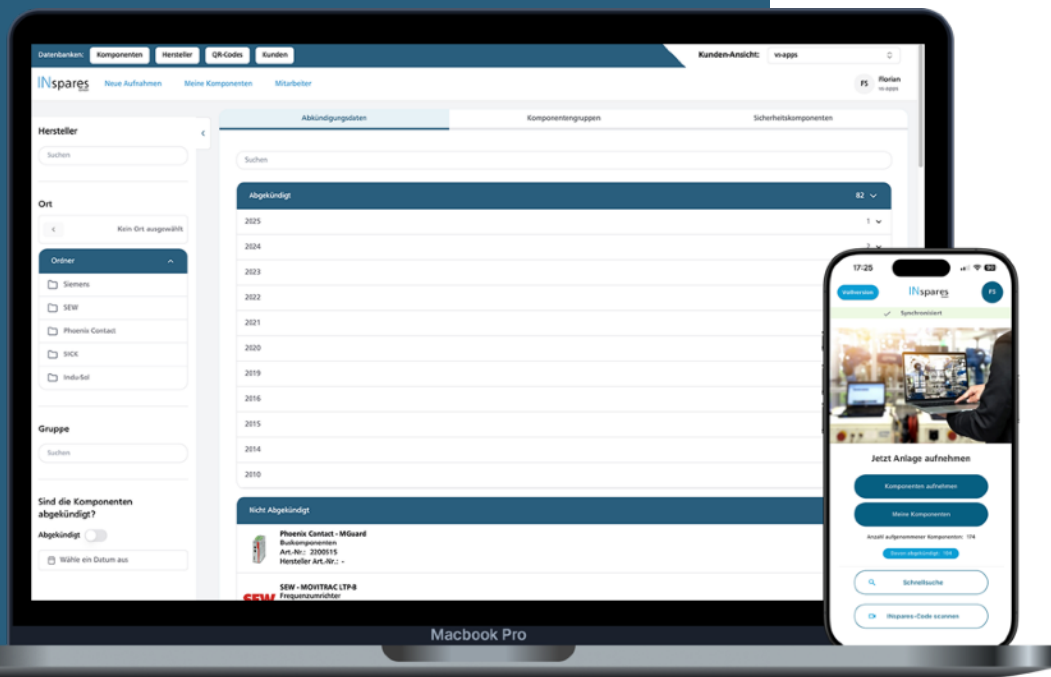 Datenbanken: Komponenten Hersteller QR-Codes Kunden
Kunden-Ansicht: vs-apps
INspares Neue Aufnahmen Meine Komponenten Mitarbeiter
FS Florian
vs-apps
Hersteller
Suchen
Ort
Kein Ort ausgewählt
Ordner
Siemens
SEW
Phoenix Contact
SICK
Indu-Sol
Gruppe
Suchen
Sind die Komponenten
abgekündigt?
Abgekündigt
Wähle ein Datum aus
Abkündigungsdaten Komponentengruppen Sicherheitskomponenten
Suchen
Abgekündigt 82
2025 1
2024
2023
2022
2021
2020
2019
2016
2015
2014
2010
Nicht Abgekündigt
Phoenix Contact - MGuard
Buskomponenten
Art.-Nr.: 2200515
Hersteller Art.-Nr.: -
SEW - MOVITRAC LTP-B
SEW Frequenzumrichter
Macbook Pro
17:25
Vollversion INspares FS
Synchronisiert
Jetzt Anlage aufnehmen
Komponenten aufnehmen
Meine Komponenten
Anzahl aufgenommener Komponenten: 174
Davon abgekündigt:
Schnellsuche
INspares-Code scannen